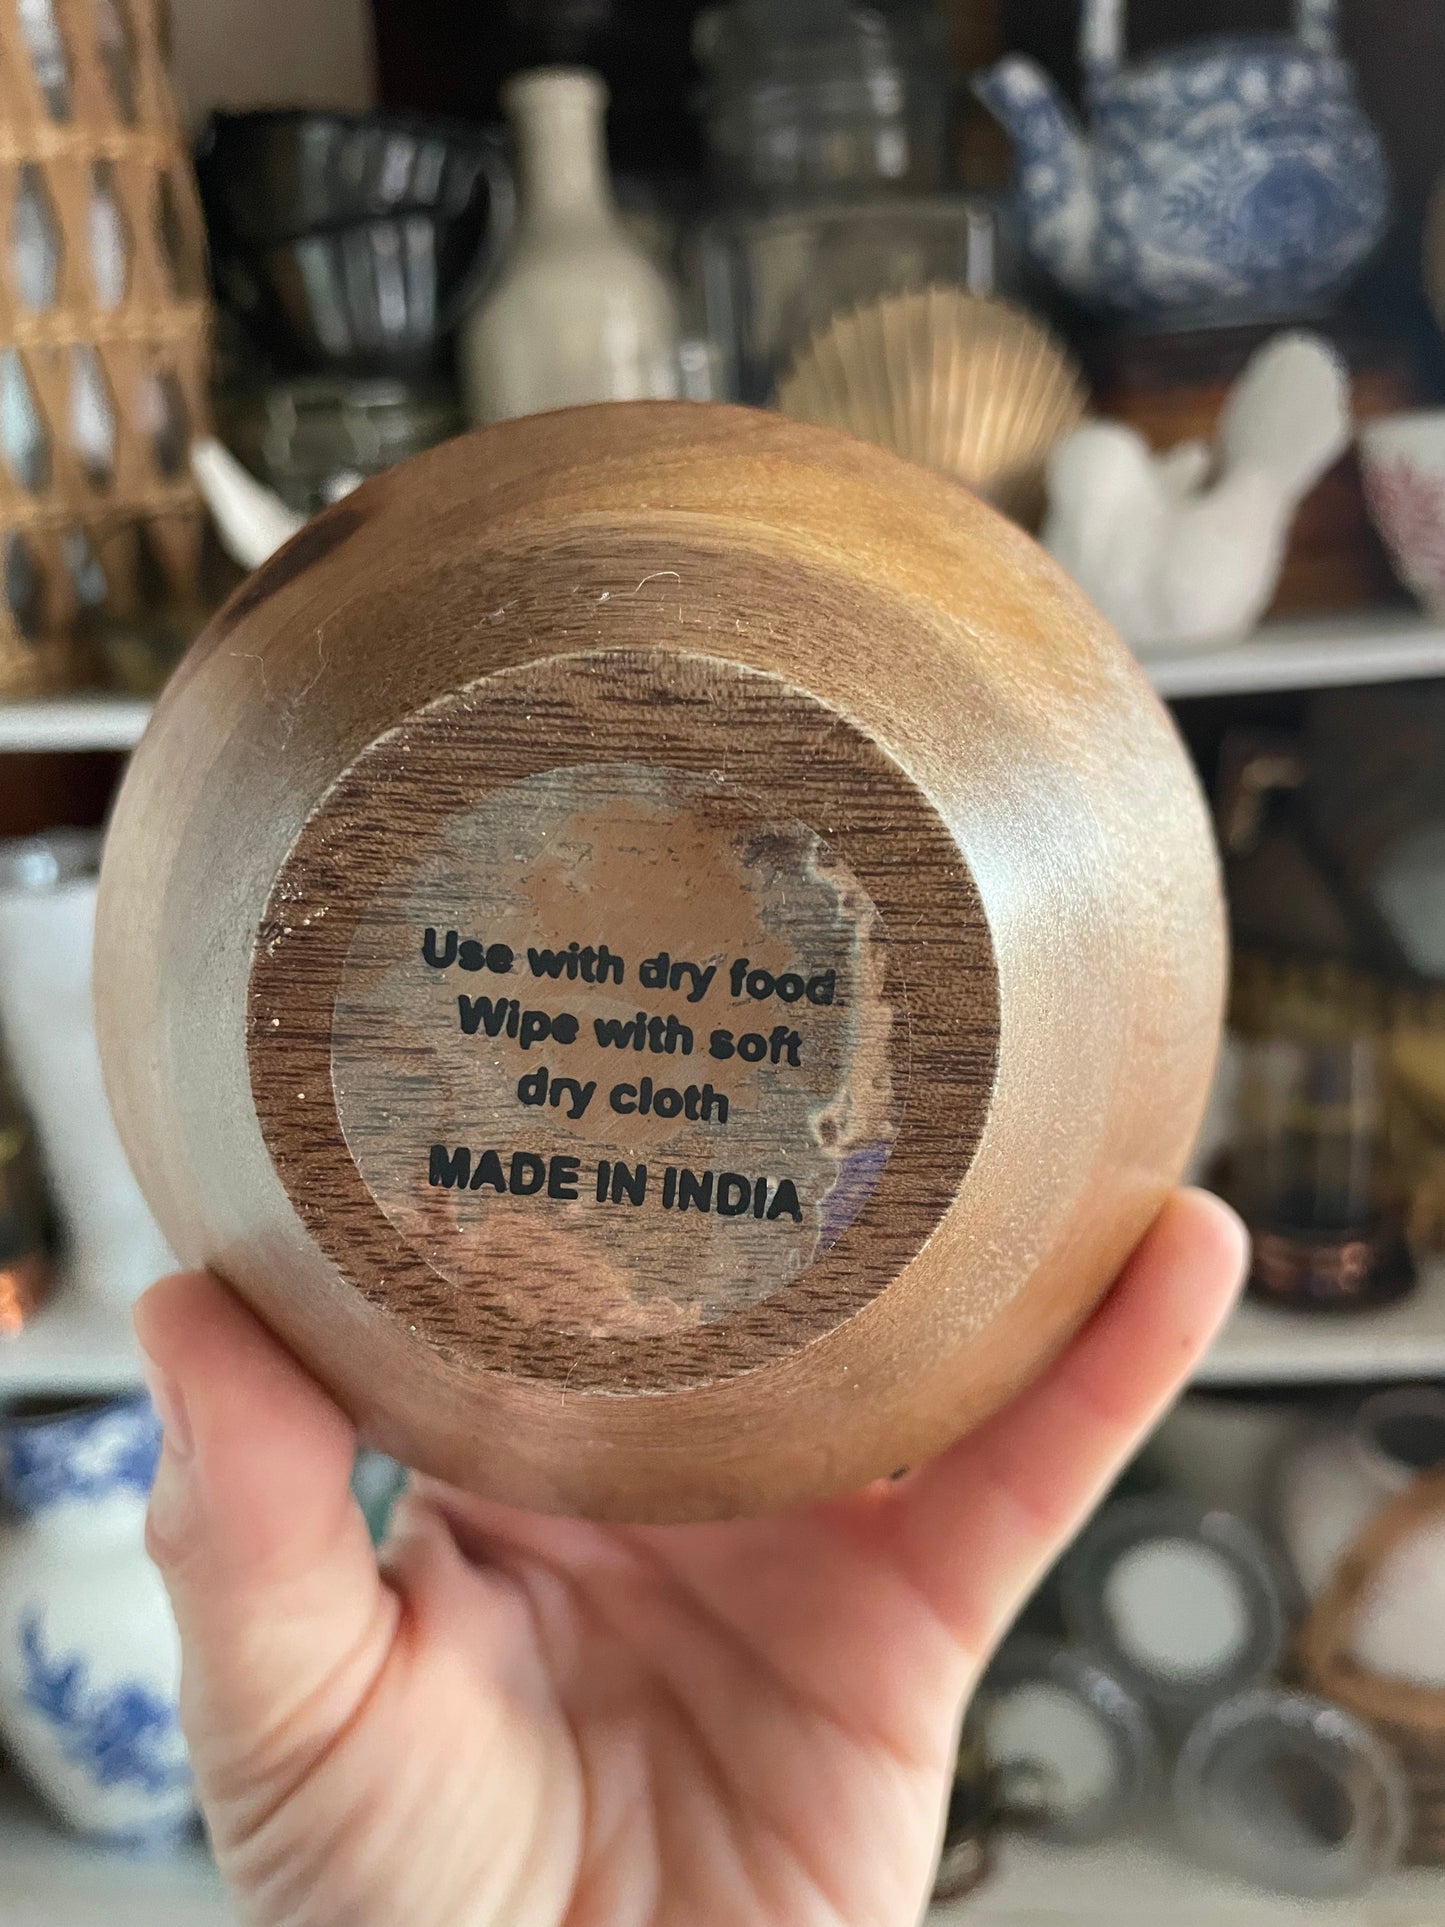 Use with dry food.
Wipe with soft
dry cloth
MADE IN INDIA